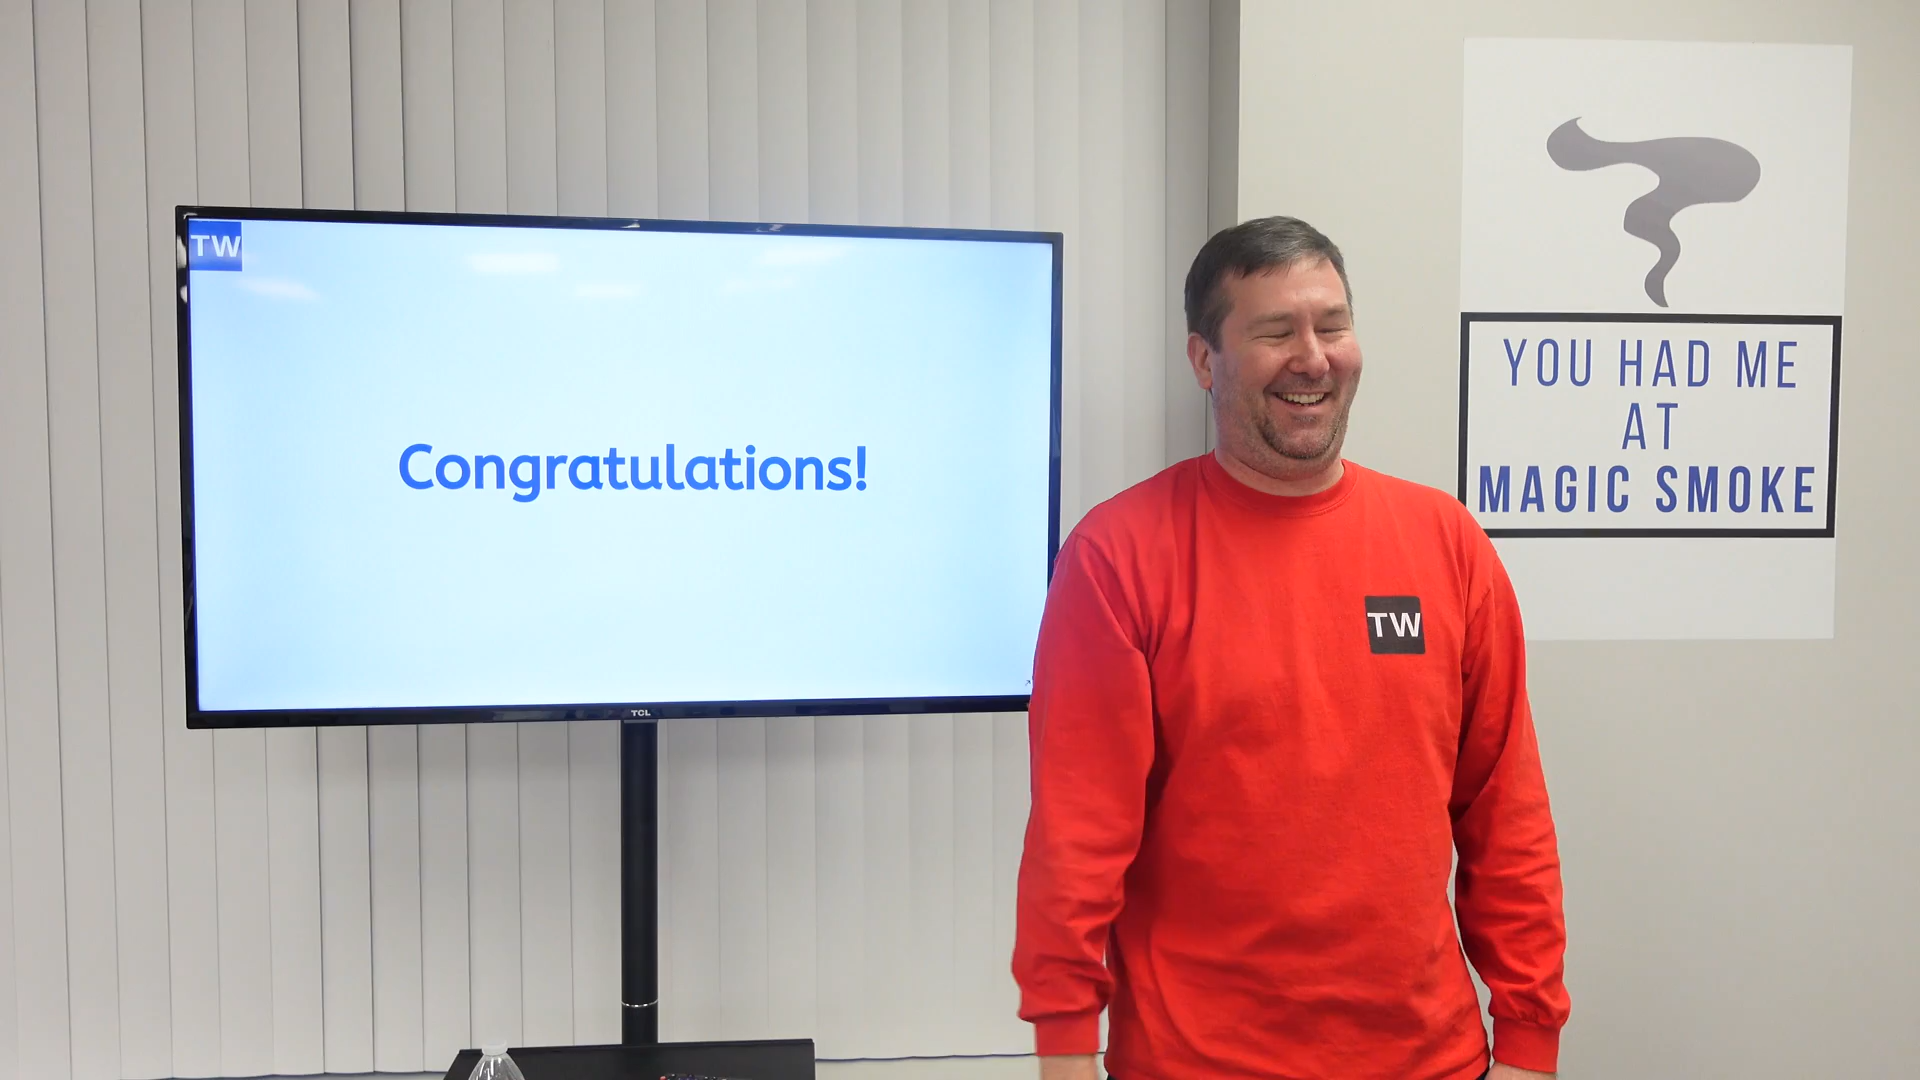 TW
Congratulations!
TCL
YOU HAD ME
AT
MAGIC SMOKE
TW